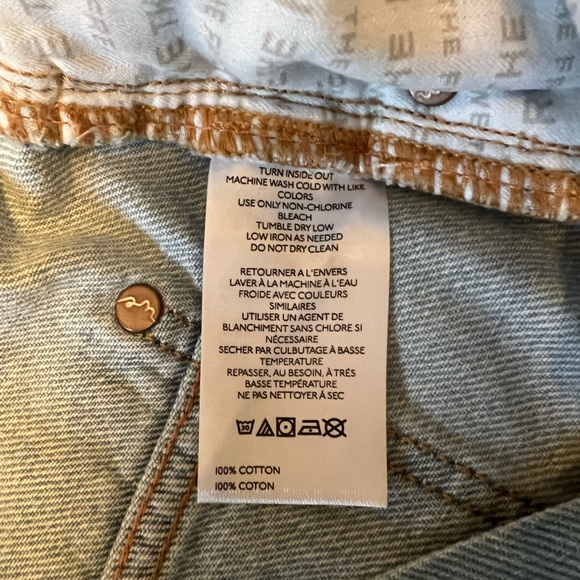 THE
TURN INSIDE OUT
MACHINE WASH COLD WITH LIKE
COLORS
USE ONLY NON-CHLORINE
BLEACH
TUMBLE DRY LOW
LOW IRON AS NEEDED
DO NOT DRY CLEAN
RETOURNER A L'ENVERS
LAVER À LA MACHINE À L'EAU
FROIDE AVEC COULEURS
SIMILAIRES
UTILISER UN AGENT DE
BLANCHIMENT SANS CHLORE SI
NÉCESSAIRE
SECHER PAR CULBUTAGE À BASSE
TEMPERATURE
REPASSER, AU BESOIN, À TRÉS
BASSE TEMPÉRATURE
NE PAS NETTOYER À SEC
30
100% COTTON
100% COTON